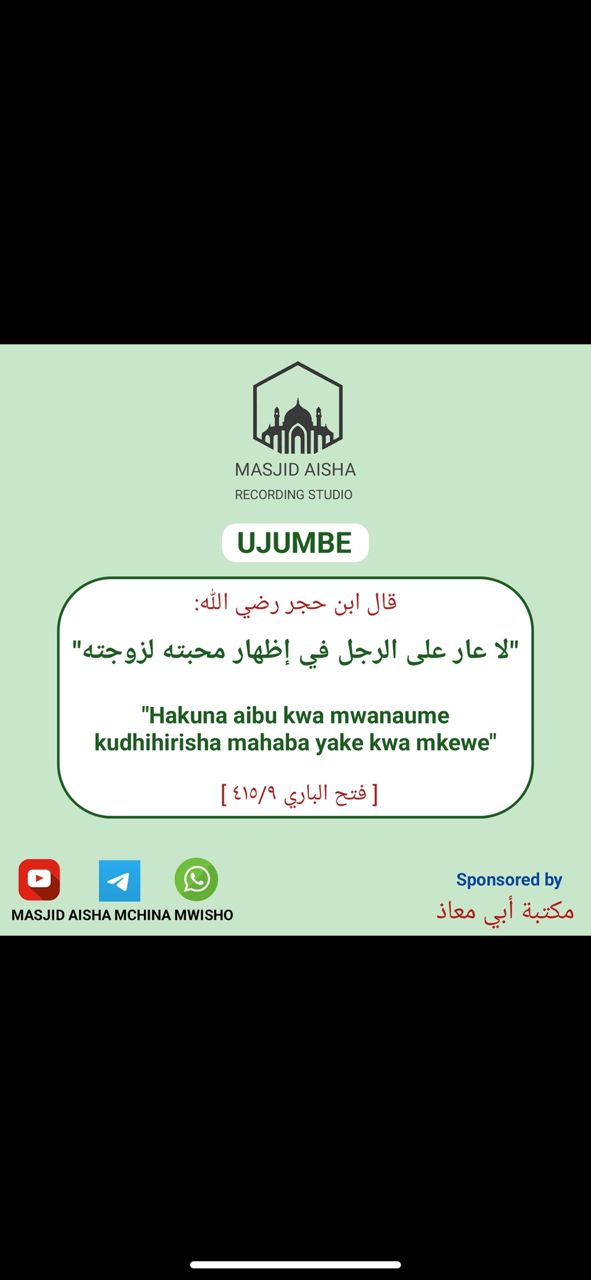 MASJID AISHA
RECORDING STUDIO
UJUMBE
قال ابن حجر رضي الله:
"لا عار على الرجل في إظهار محبته لزوجته"
"Hakuna aibu kwa mwanaume
kudhihirisha mahaba yake kwa mkewe"
[ فتح الباري ٤١٥/٩ ]
MASJID AISHA MCHINA MWISHO
Sponsored by
مكتبة أبي معاذ